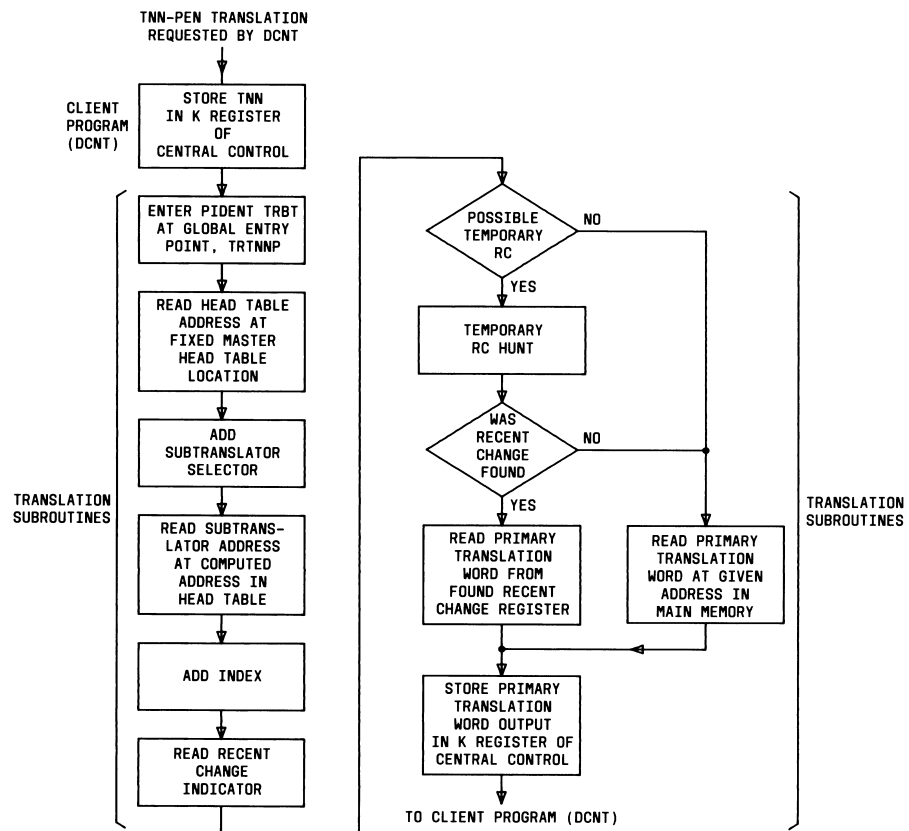 TNN-PEN TRANSLATION
REQUESTED BY DCNT
CLIENT
PROGRAM
(DCNT)
STORE TNN
IN K REGISTER
OF
CENTRAL CONTROL
ENTER PIDENT TRBT
AT GLOBAL ENTRY
POINT, TRTNNP
READ HEAD TABLE
ADDRESS AT
FIXED MASTER
HEAD TABLE
LOCATION
ADD
SUBTRANSLATOR
SELECTOR
TRANSLATION
SUBROUTINES
READ SUBTRANS-
LATOR ADDRESS
AT COMPUTED
ADDRESS IN
HEAD TABLE
ADD INDEX
READ RECENT
CHANGE
INDICATOR
POSSIBLE
TEMPORARY
RC
NO
YES
TEMPORARY
RC HUNT
WAS
RECENT
CHANGE
FOUND
NO
YES
READ PRIMARY
TRANSLATION
WORD FROM
FOUND RECENT
CHANGE REGISTER
READ PRIMARY
TRANSLATION
WORD AT GIVEN
ADDRESS IN
MAIN MEMORY
TRANSLATION
SUBROUTINES
STORE PRIMARY
TRANSLATION
WORD OUTPUT
IN K REGISTER OF
CENTRAL CONTROL
TO CLIENT PROGRAM (DCNT)